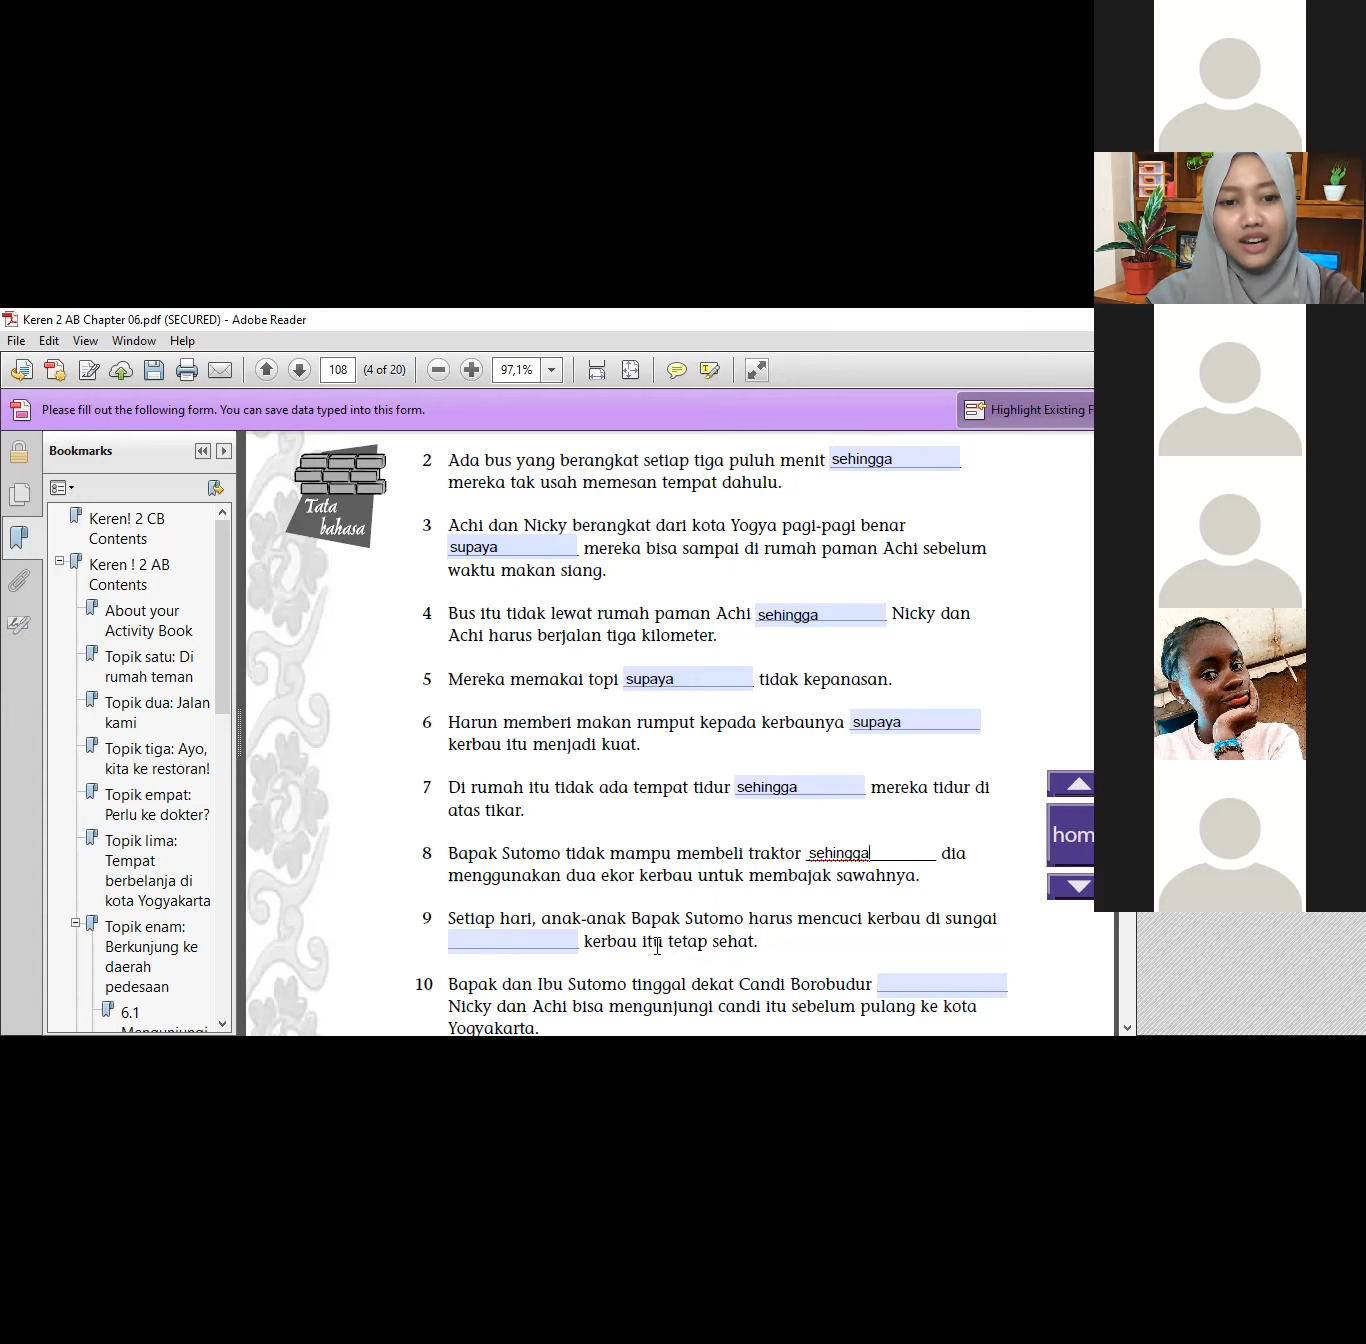 Keren 2 AB Chapter 06.pdf (SECURED) - Adobe Reader
File Edit View Window Help
108 (4 of 20) 97,1%
Please fill out the following form. You can save data typed into this form.
Highlight Existing F
Bookmarks
Keren! 2 CB
Contents
Keren ! 2 AB
Contents
About your
Activity Book
Topik satu: Di
rumah teman
Topik dua: Jalan
kami
Topik tiga: Ayo,
kita ke restoran!
Topik empat:
Perlu ke dokter?
Topik lima:
Tempat
berbelanja di
kota Yogyakarta
Topik enam:
Berkunjung ke
daerah
pedesaan
6.1
Mengunjungi
Tata
bahasa
2 Ada bus yang berangkat setiap tiga puluh menit sehingga
mereka tak usah memesan tempat dahulu.
3 Achi dan Nicky berangkat dari kota Yogya pagi-pagi benar
supaya mereka bisa sampai di rumah paman Achi sebelum
waktu makan siang.
4 Bus itu tidak lewat rumah paman Achi sehingga Nicky dan
Achi harus berjalan tiga kilometer.
5 Mereka memakai topi supaya tidak kepanasan.
6 Harun memberi makan rumput kepada kerbaunya supaya
kerbau itu menjadi kuat.
7 Di rumah itu tidak ada tempat tidur sehingga mereka tidur di
atas tikar.
8 Bapak Sutomo tidak mampu membeli traktor sehingga dia
menggunakan dua ekor kerbau untuk membajak sawahnya.
9 Setiap hari, anak-anak Bapak Sutomo harus mencuci kerbau di sungai
kerbau itu tetap sehat.
10 Bapak dan Ibu Sutomo tinggal dekat Candi Borobudur
Nicky dan Achi bisa mengunjungi candi itu sebelum pulang ke kota
Yogyakarta.
hom